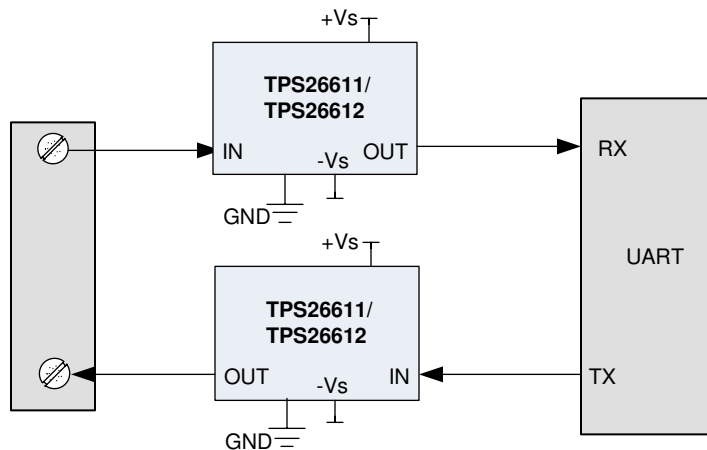 +Vs
TPS26611/
TPS26612
IN
-Vs
OUT
GND
RX
UART
+Vs
TPS26611/
TPS26612
OUT
-Vs
IN
GND
TX